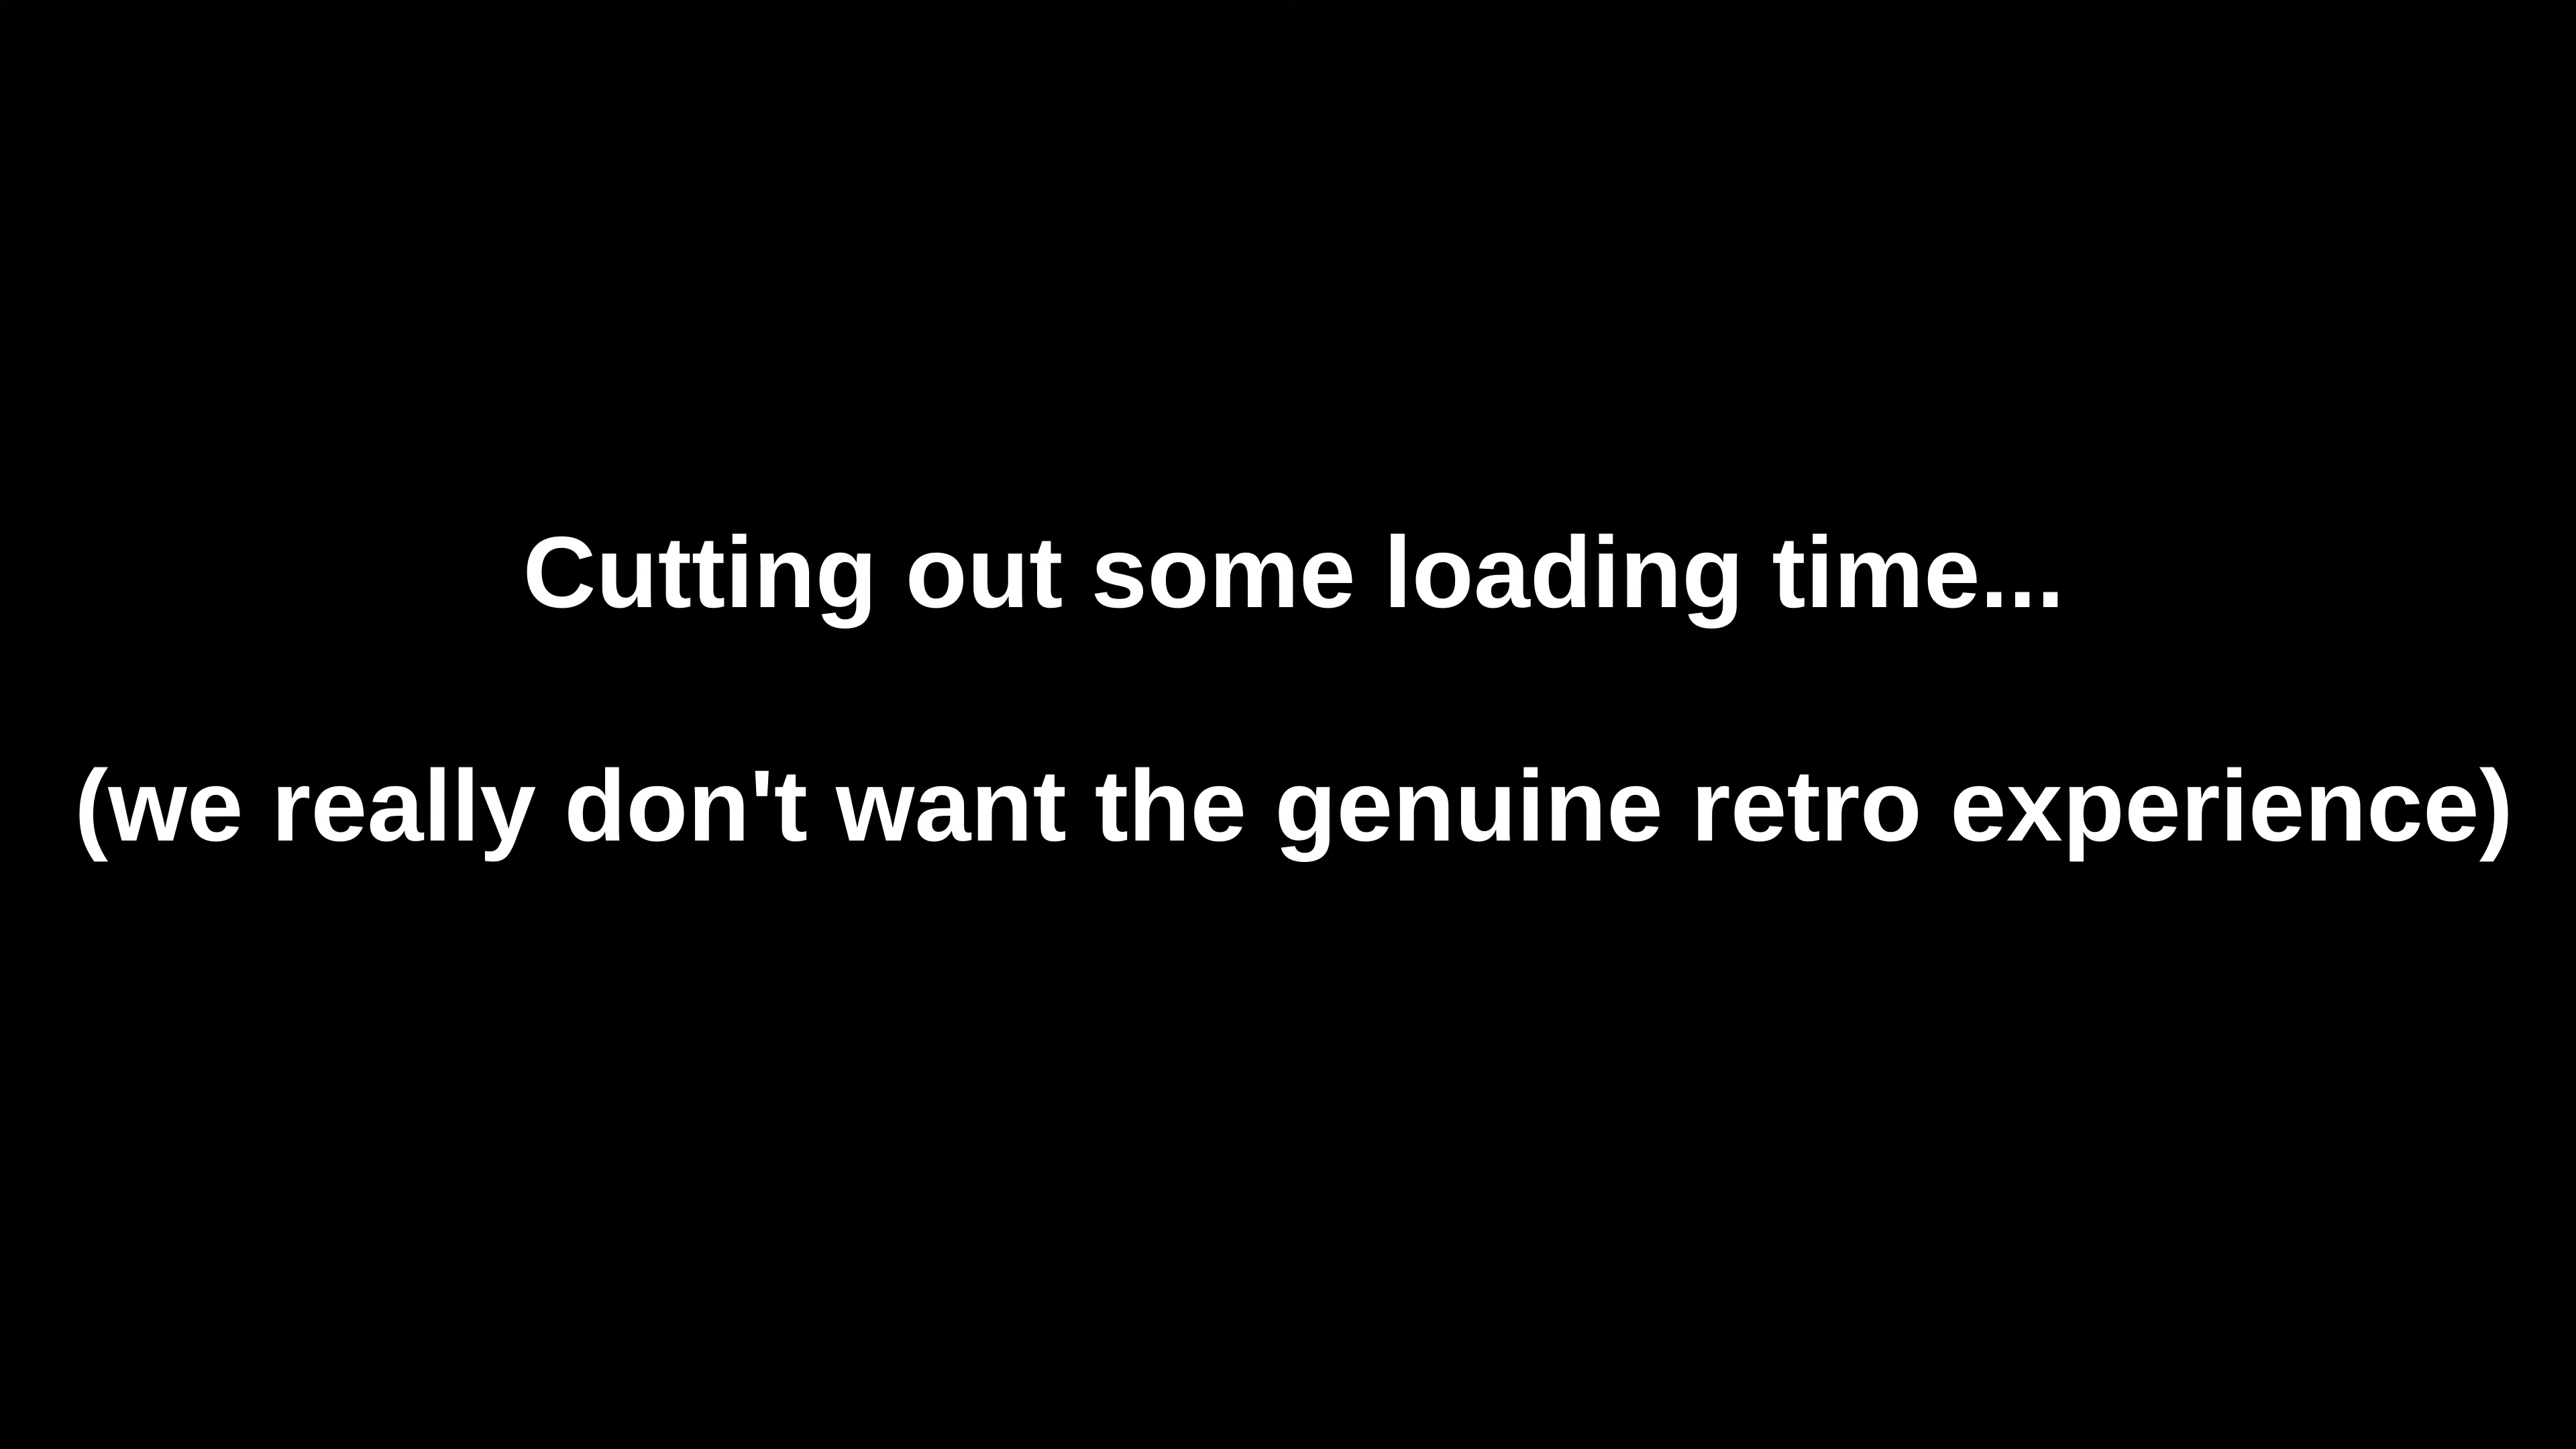 Cutting out some loading time...
(we really don't want the genuine retro experience)